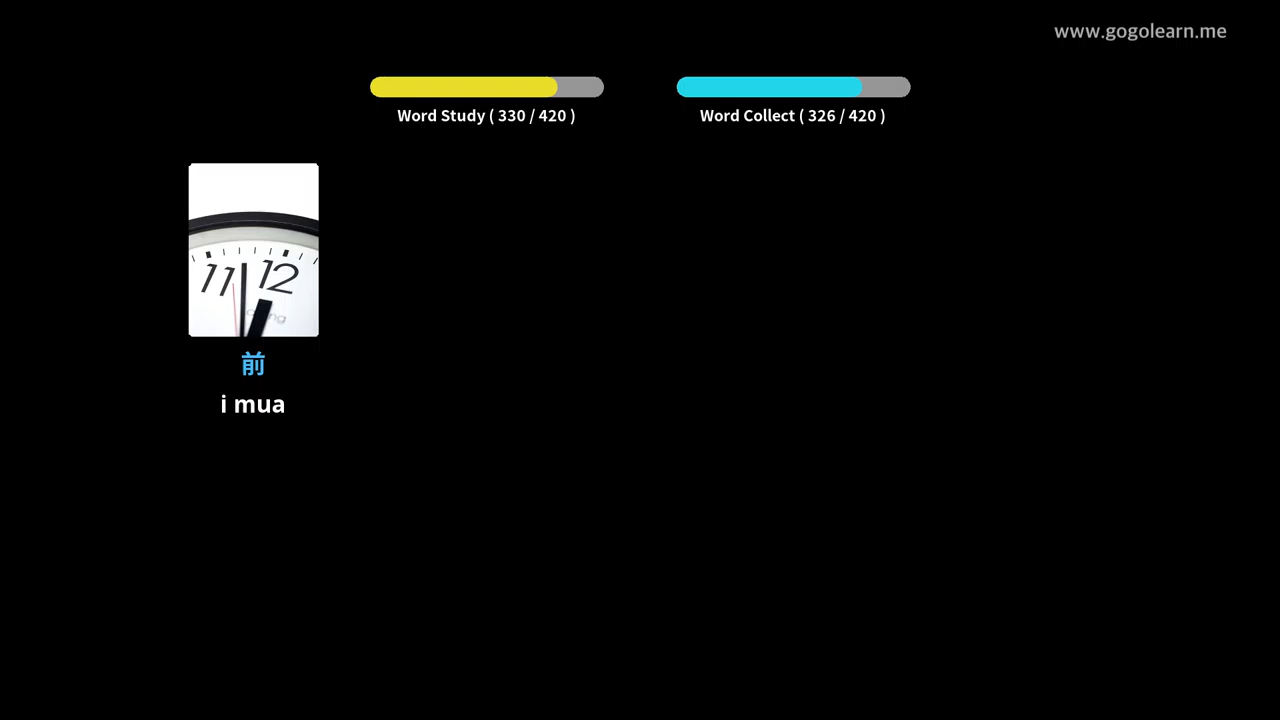 www.gogolearn.me
Word Study ( 330 / 420 )
Word Collect ( 326 / 420 )
11 12
前
i mua